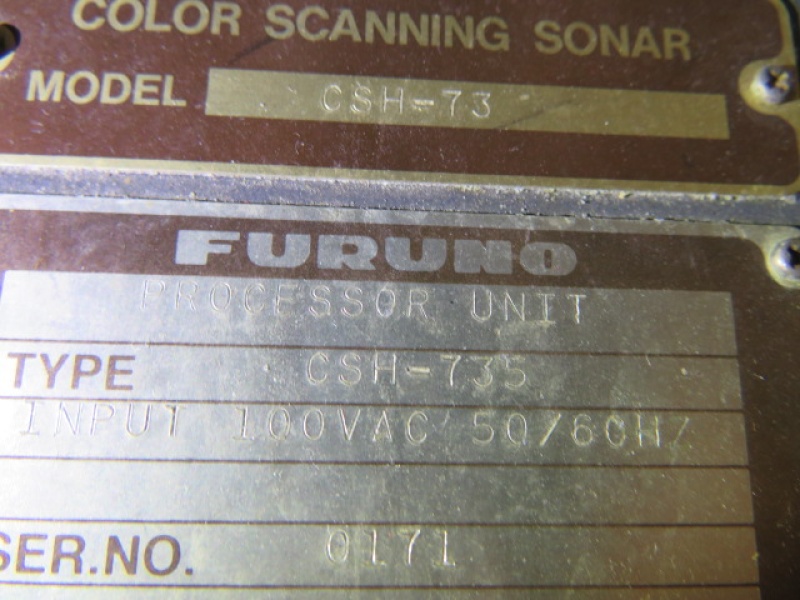 COLOR SCANNING SONAR
MODEL CSH-73
FURUNO
PROCESSOR UNIT
TYPE CSH-735
INPUT 100VAC 50/60HZ
SER.NO. 0171